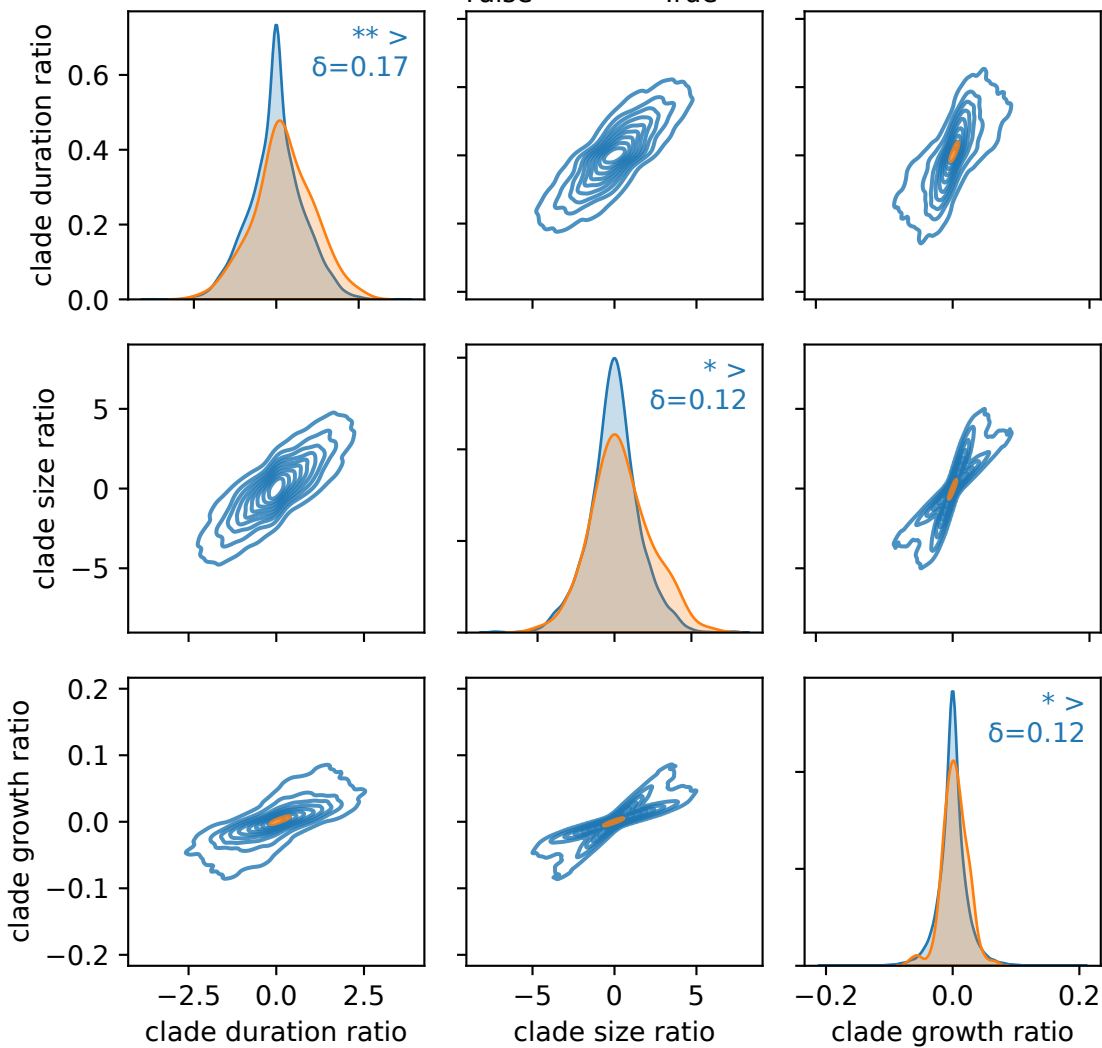 True
** >
δ=0.17
clade duration ratio
0.6
0.4
0.2
0.0
* >
δ=0.12
clade size ratio
5
0
−5
* >
δ=0.12
clade growth ratio
0.2
0.1
0.0
−0.1
−0.2
−2.5 0.0 2.5
−5 0 5
−0.2 0.0 0.2
clade duration ratio
clade size ratio
clade growth ratio